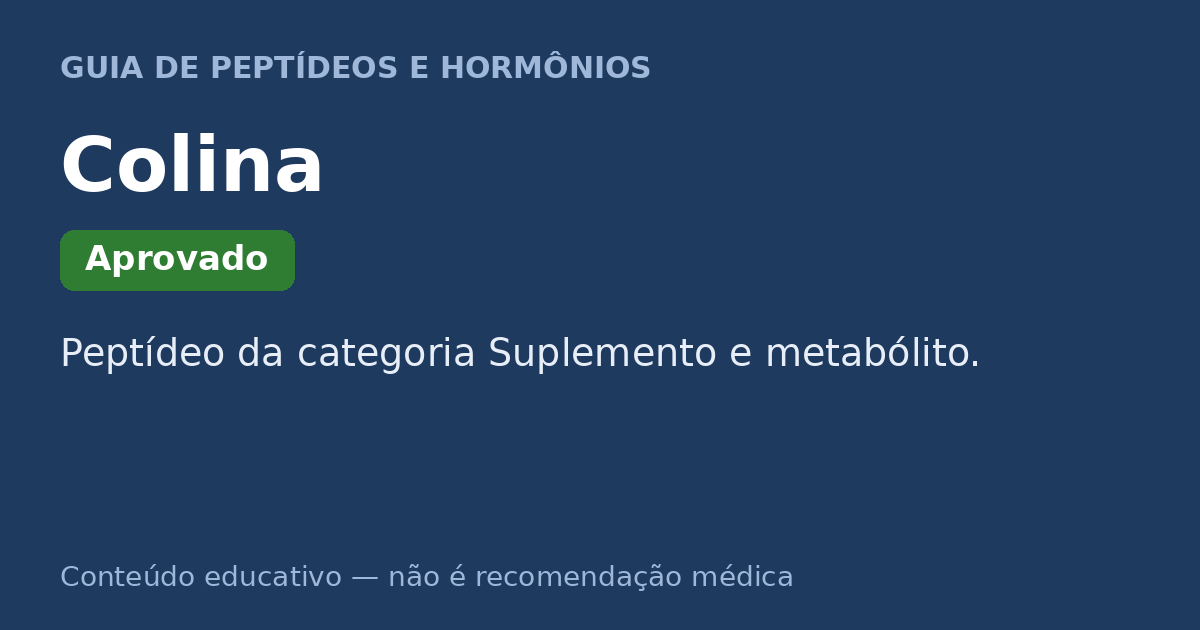 GUIA DE PEPTÍDEOS E HORMÔNIOS
Colina
Aprovado
Peptídeo da categoria Suplemento e metabólito.
Conteúdo educativo — não é recomendação médica